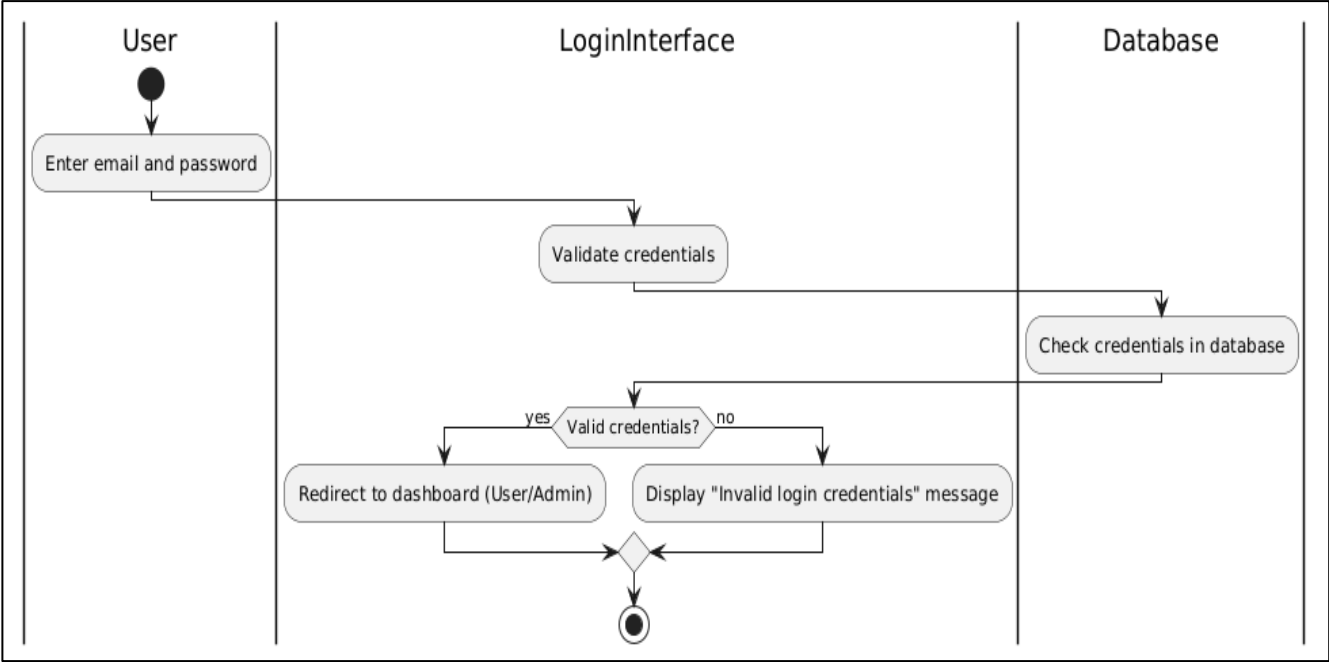 User
LoginInterface
Database
Enter email and password
Validate credentials
Check credentials in database
yes
Valid credentials?
no
Redirect to dashboard (User/Admin)
Display "Invalid login credentials" message